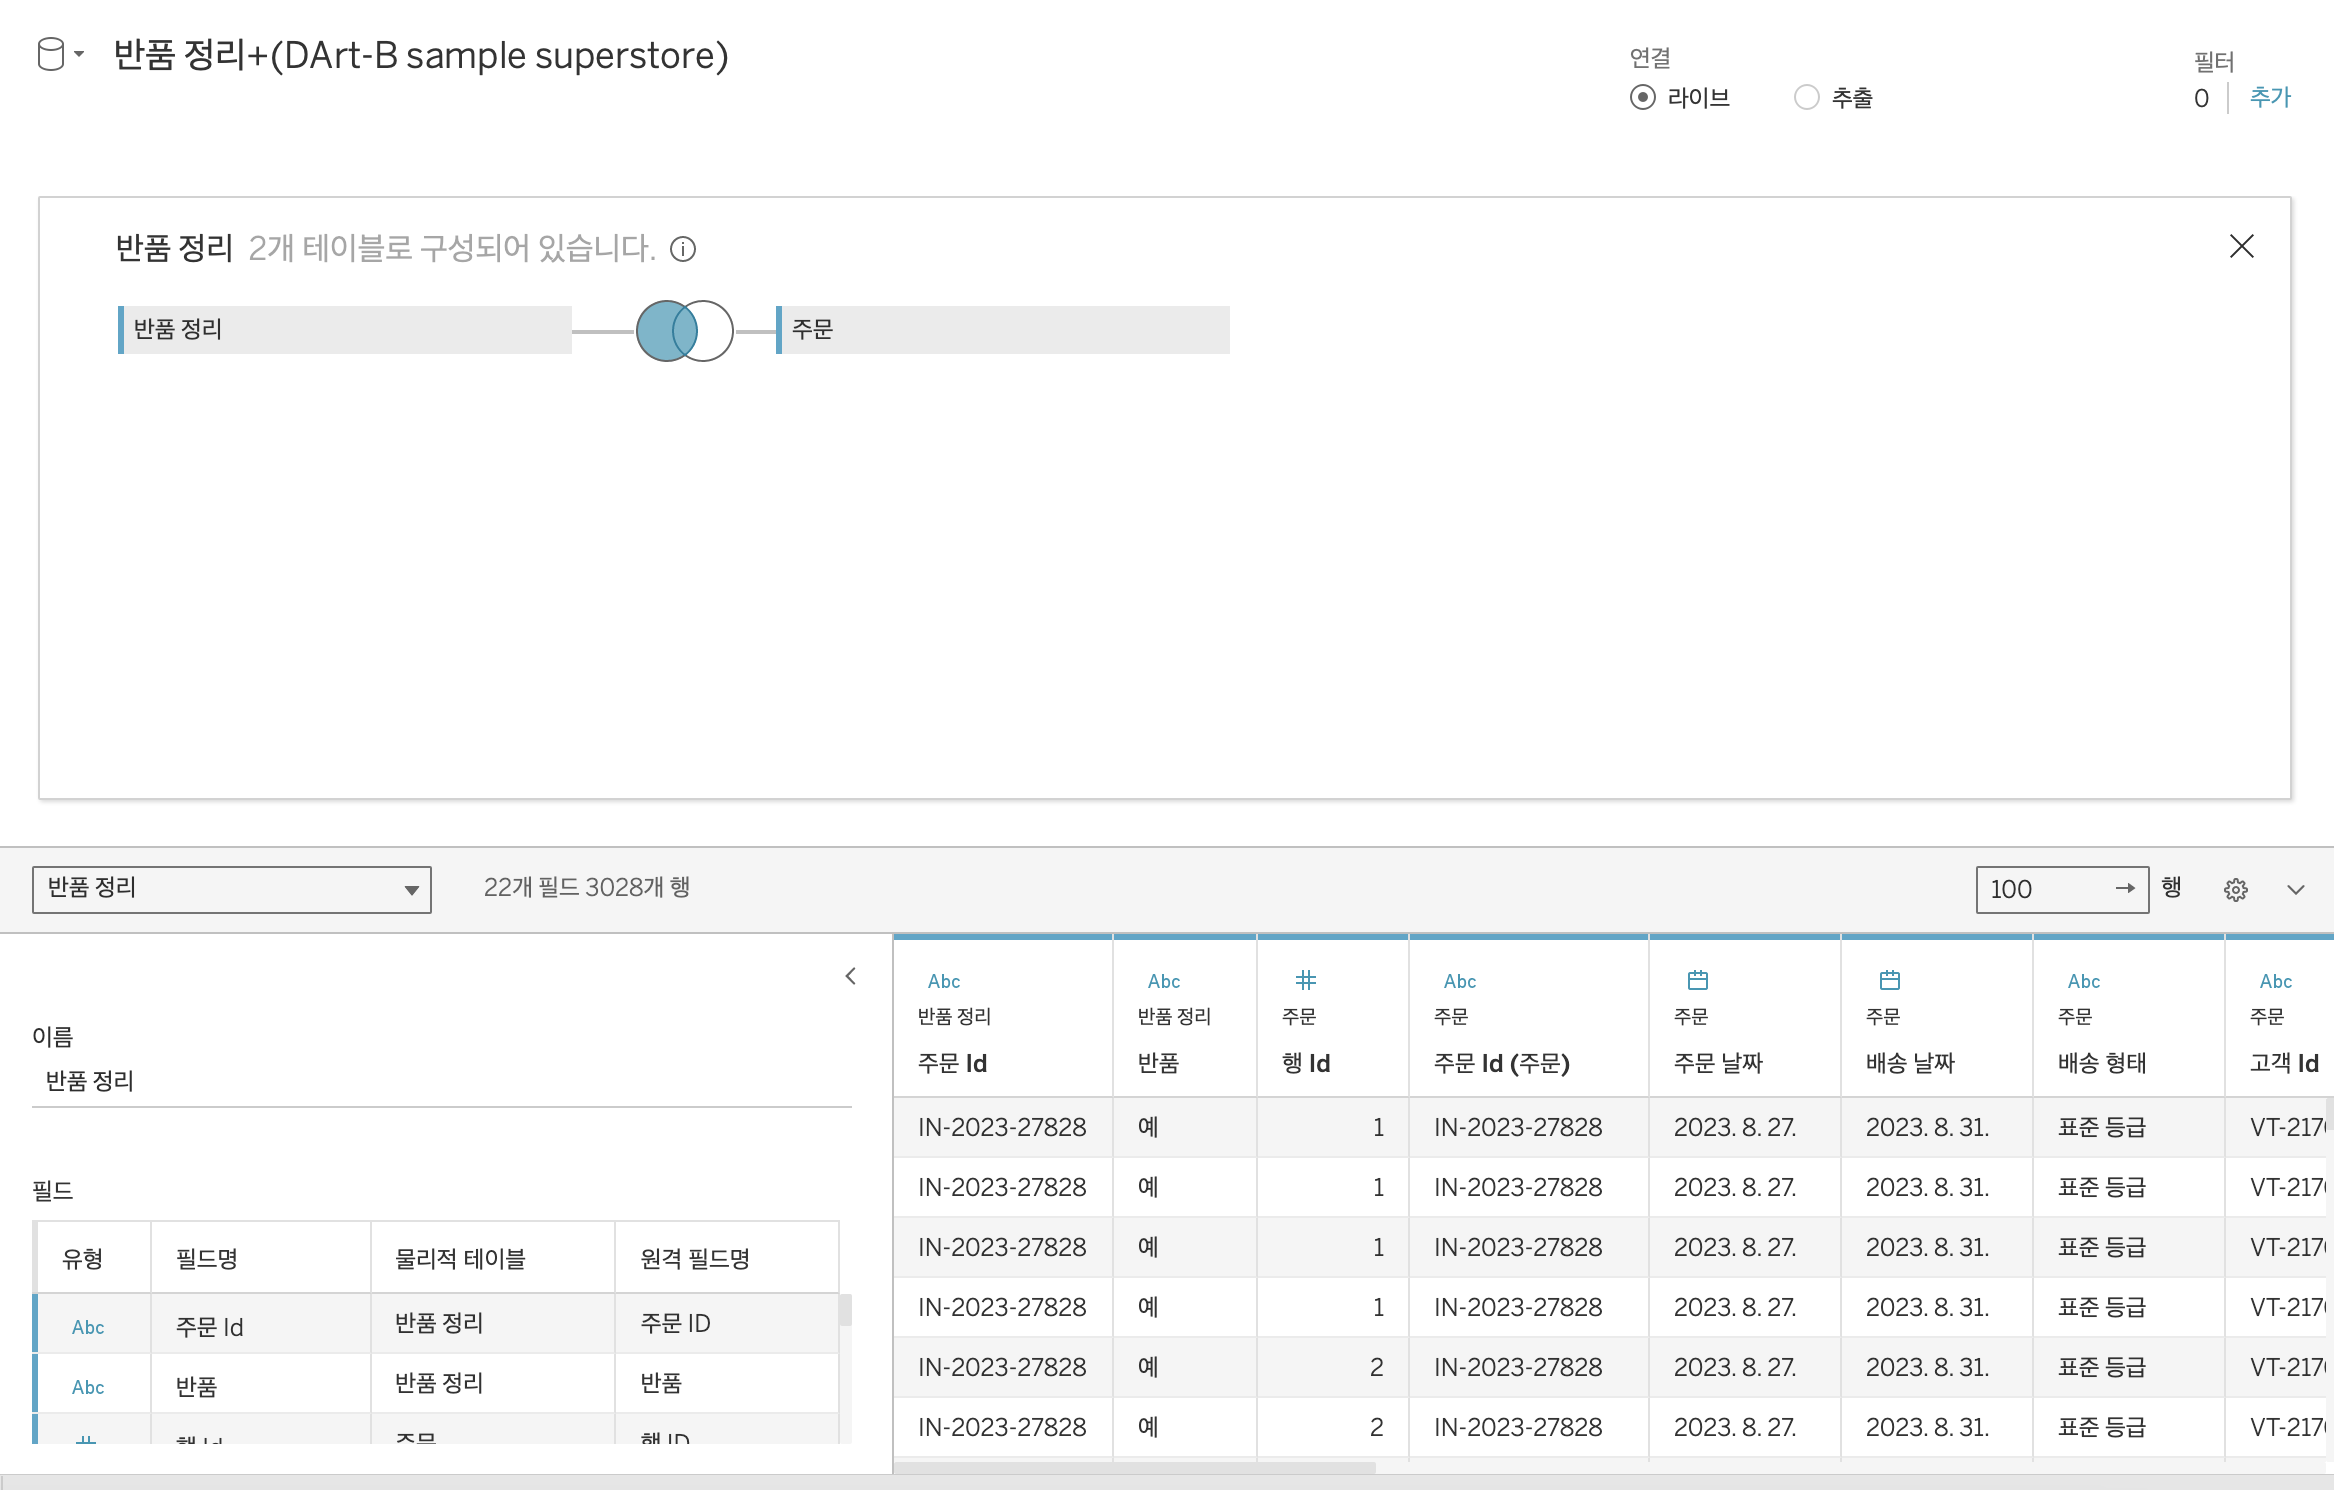 반품 정리+(DArt-B sample superstore)
연결
라이브 추출
필터
0 추가
반품 정리 2개 테이블로 구성되어 있습니다.
반품 정리 주문
반품 정리 22개 필드 3028개 행 100 행
이름
반품 정리
필드
유형 필드명 물리적 테이블 원격 필드명
Abc 주문 Id 반품 정리 주문 ID
Abc 반품 반품 정리 반품
행 Id 주문 행 ID
Abc Abc Abc Abc Abc
반품 정리 반품 정리 주문 주문 주문 주문 주문 주문
주문 Id 반품 행 Id 주문 Id (주문) 주문 날짜 배송 날짜 배송 형태 고객 Id
IN-2023-27828 예 1 IN-2023-27828 2023. 8. 27. 2023. 8. 31. 표준 등급 VT-217
IN-2023-27828 예 1 IN-2023-27828 2023. 8. 27. 2023. 8. 31. 표준 등급 VT-217
IN-2023-27828 예 1 IN-2023-27828 2023. 8. 27. 2023. 8. 31. 표준 등급 VT-217
IN-2023-27828 예 1 IN-2023-27828 2023. 8. 27. 2023. 8. 31. 표준 등급 VT-217
IN-2023-27828 예 2 IN-2023-27828 2023. 8. 27. 2023. 8. 31. 표준 등급 VT-217
IN-2023-27828 예 2 IN-2023-27828 2023. 8. 27. 2023. 8. 31. 표준 등급 VT-217